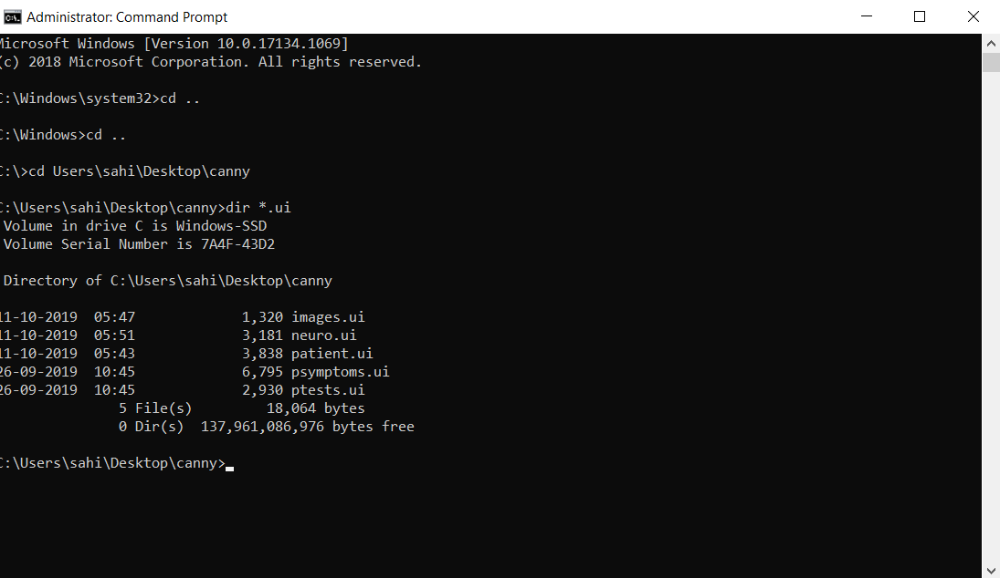 Administrator: Command Prompt
Microsoft Windows [Version 10.0.17134.1069]
(c) 2018 Microsoft Corporation. All rights reserved.
C:\Windows\system32>cd ..
C:\Windows>cd ..
C:\>cd Users\sahi\Desktop\canny
C:\Users\sahi\Desktop\canny>dir *.ui
Volume in drive C is Windows-SSD
Volume Serial Number is 7A4F-43D2
Directory of C:\Users\sahi\Desktop\canny
11-10-2019  05:47             1,320 images.ui
11-10-2019  05:51             3,181 neuro.ui
11-10-2019  05:43             3,838 patient.ui
26-09-2019  10:45             6,795 psymptoms.ui
26-09-2019  10:45             2,930 ptests.ui
5 File(s)         18,064 bytes
0 Dir(s)  137,961,086,976 bytes free
C:\Users\sahi\Desktop\canny>